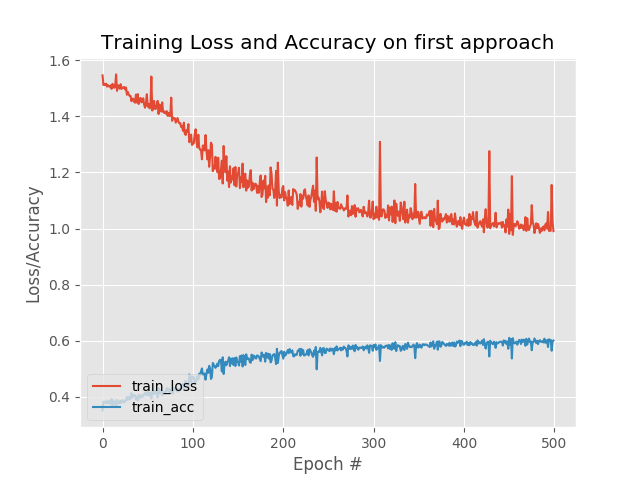 Training Loss and Accuracy on first approach
1.6
1.4
1.2
1.0
0.8
0.6
0.4
Loss/Accuracy
train_loss
train_acc
0 100 200 300 400 500
Epoch #